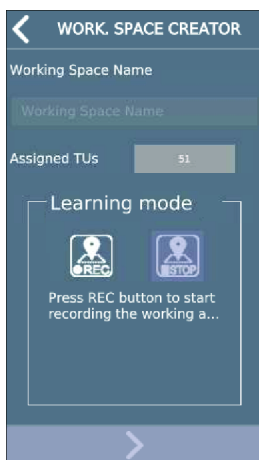 WORK. SPACE CREATOR
Working Space Name
Working Space Name
Assigned TUs
51
Learning mode
REC
STOP
Press REC button to start
recording the working a...